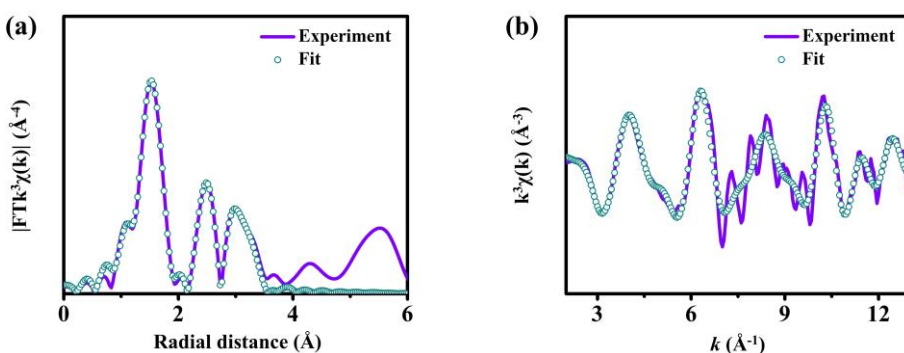 (a)
Experiment
Fit
|FTk³χ(k)| (Å⁻⁴)
0 2 4 6
Radial distance (Å)
(b)
Experiment
Fit
k³χ(k) (Å⁻³)
3 6 9 12
k (Å⁻¹)